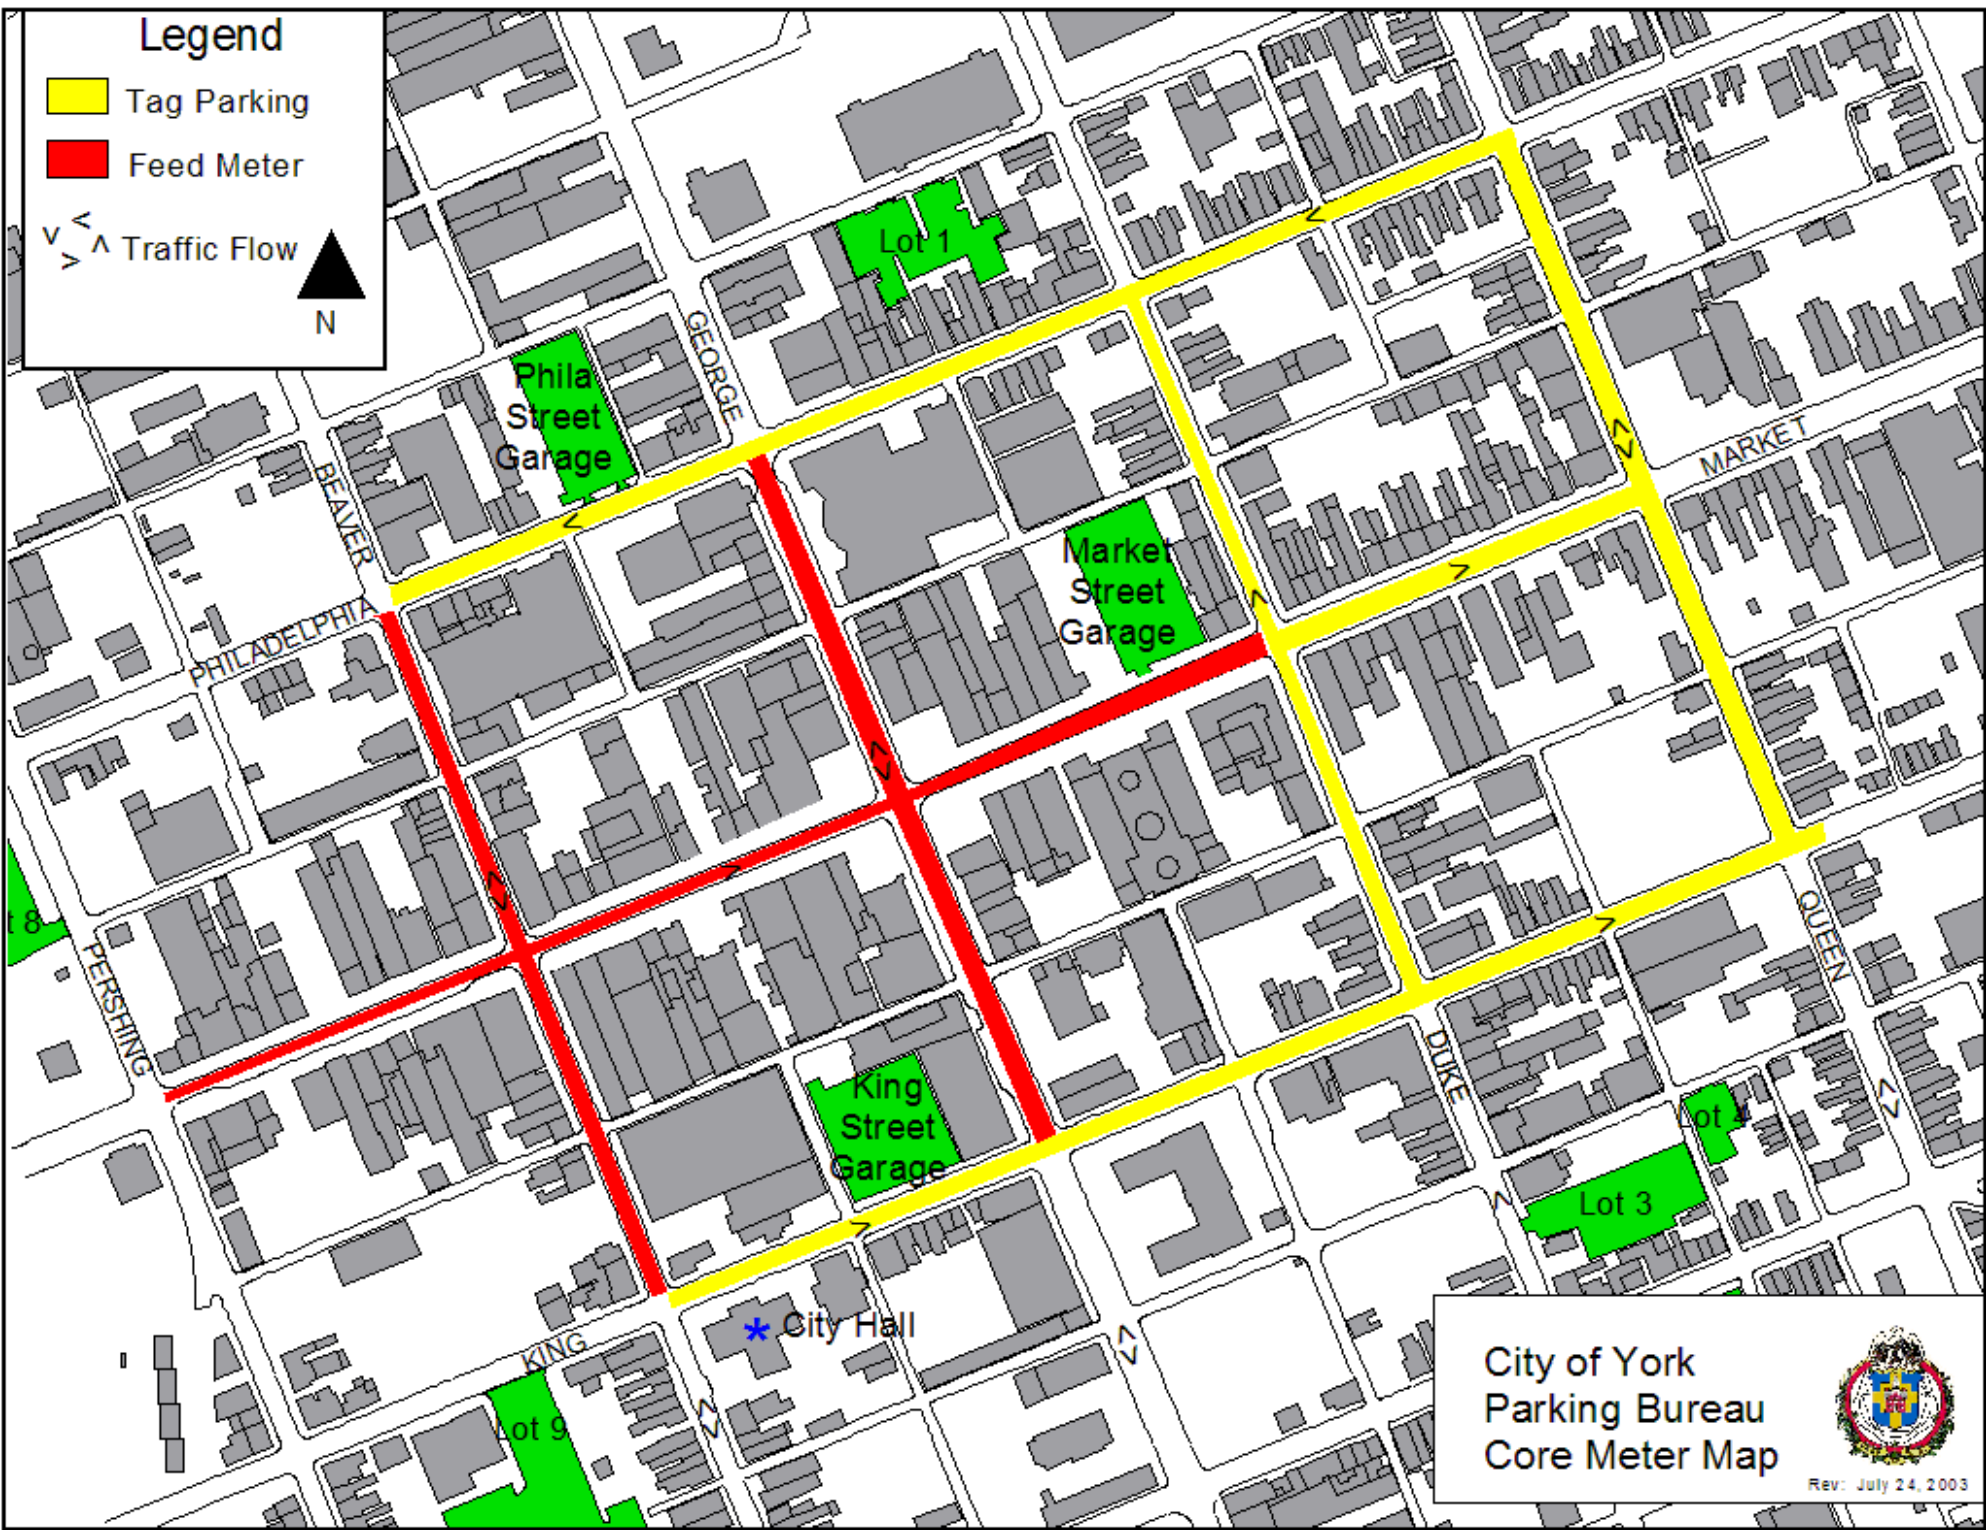 Legend
Tag Parking
Feed Meter
Traffic Flow
N
Lot 1
GEORGE
Phila
Street
Garage
BEAVER
MARKET
Market
Street
Garage
PHILADELPHIA
t 8
PERSHING
QUEEN
DUKE
King
Street
Garage
Lot 4
Lot 3
City Hall
KING
Lot 9
City of York
Parking Bureau
Core Meter Map
Rev: July 24, 2003